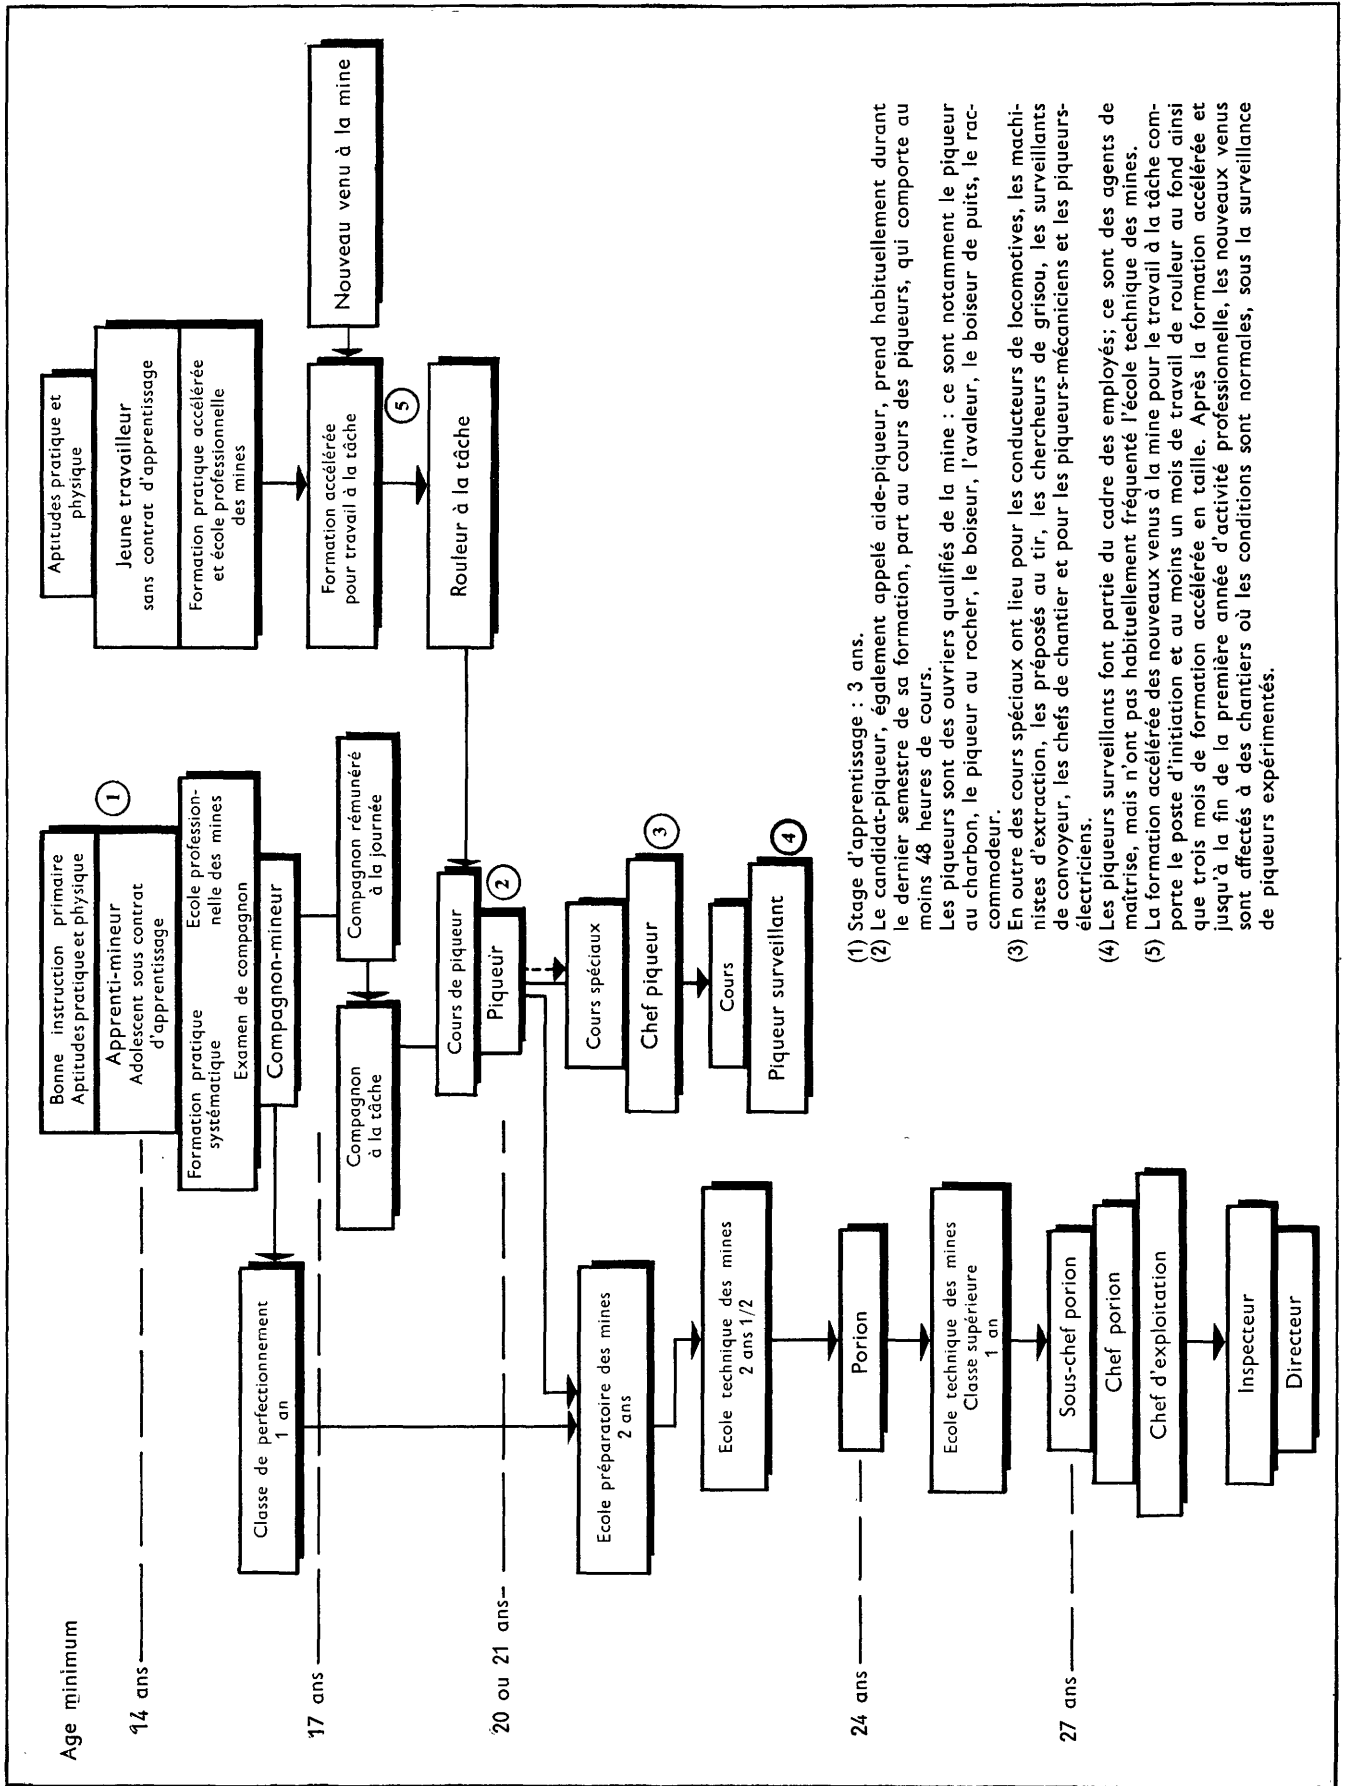 Age minimum
14 ans
17 ans
20 ou 21 ans
24 ans
27 ans
Bonne instruction primaire
Aptitudes pratique et physique
Apprenti-mineur
Adolescent sous contrat
d'apprentissage
1
Formation pratique
systématique
Ecole profession-
nelle des mines
Examen de compagnon
Compagnon-mineur
Classe de perfectionnement
1 an
Compagnon rémunéré
à la journée
Compagnon
à la tâche
Cours de piqueur
Piqueur
2
Cours spéciaux
Chef piqueur
3
Cours
Piqueur surveillant
4
Ecole préparatoire des mines
2 ans
Ecole technique des mines
2 ans 1/2
Porion
Ecole technique des mines
Classe supérieure
1 an
Sous-chef porion
Chef porion
Chef d'exploitation
Inspecteur
Directeur
Aptitudes pratique et
physique
Jeune travailleur
sans contrat d'apprentissage
Formation pratique accélérée
et école professionnelle
des mines
Formation accélérée
pour travail à la tâche
5
Nouveau venu à la mine
Rouleur à la tâche
(1) Stage d'apprentissage : 3 ans.
(2) Le candidat-piqueur, également appelé aide-piqueur, prend habituellement durant
le dernier semestre de sa formation, part au cours des piqueurs, qui comporte au
moins 48 heures de cours.
Les piqueurs sont des ouvriers qualifiés de la mine : ce sont notamment le piqueur
au charbon, le piqueur au rocher, le boiseur, l'avaleur, le boiseur de puits, le rac-
commodeur.
(3) En outre des cours spéciaux ont lieu pour les conducteurs de locomotives, les machi-
nistes d'extraction, les préposés au tir, les chercheurs de grisou, les surveillants
de convoyeur, les chefs de chantier et pour les piqueurs-mécaniciens et les piqueurs-
électriciens.
(4) Les piqueurs surveillants font partie du cadre des employés; ce sont des agents de
maîtrise, mais n'ont pas habituellement fréquenté l'école technique des mines.
(5) La formation accélérée des nouveaux venus à la mine pour le travail à la tâche com-
porte le poste d'initiation et au moins un mois de travail de rouleur au fond ainsi
que trois mois de formation accélérée en taille. Après la formation accélérée et
jusqu'à la fin de la première année d'activité professionnelle, les nouveaux venus
sont affectés à des chantiers où les conditions sont normales, sous la surveillance
de piqueurs expérimentés.